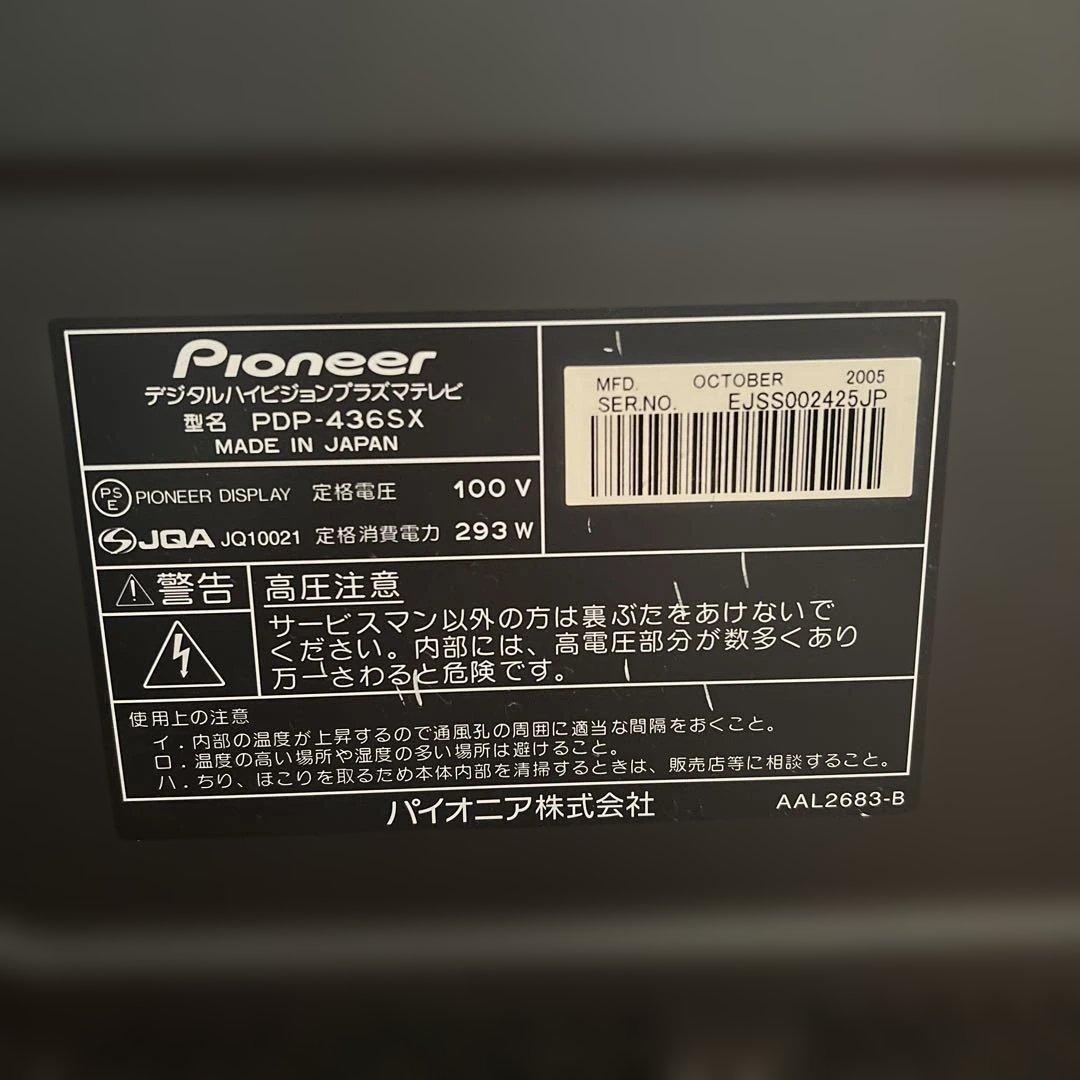 Pioneer
デジタルハイビジョンプラズマテレビ
型名 PDP-436SX
MADE IN JAPAN
MFD. OCTOBER 2005
SER.NO. EJSS002425JP
PSE PIONEER DISPLAY 定格電圧 100 V
JQA JQ10021 定格消費電力 293 W
警告
高圧注意
サービスマン以外の方は裏ぶたをあけないで
ください。内部には、高電圧部分が数多くあり
万一さわると危険です。
使用上の注意
イ．内部の温度が上昇するので通風孔の周囲に適当な間隔をおくこと。
ロ．温度の高い場所や湿度の多い場所は避けること。
ハ．ちり、ほこりを取るため本体内部を清掃するときは、販売店等に相談すること。
パイオニア株式会社
AAL2683-B